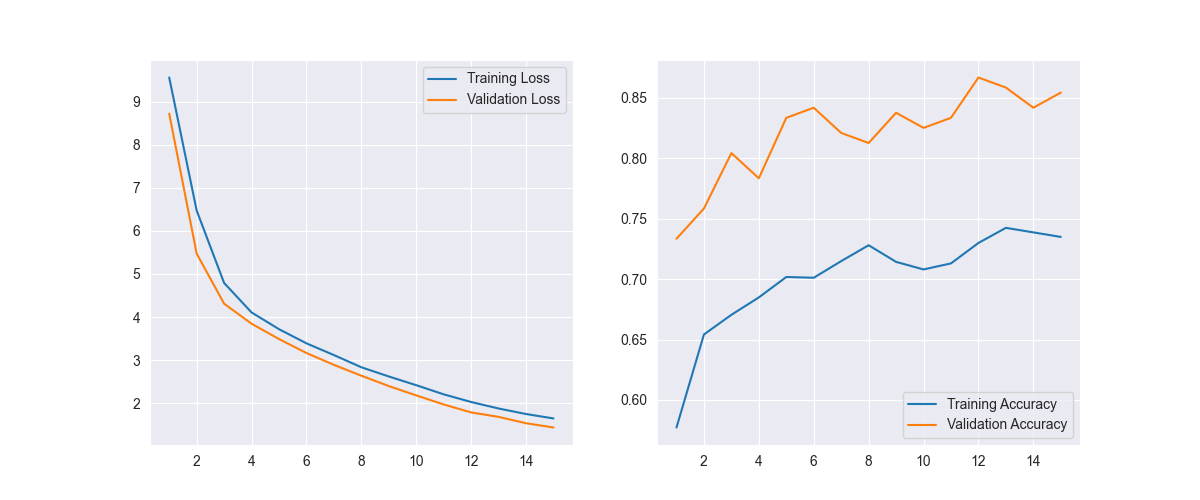 Training Loss
Validation Loss
9
8
7
6
5
4
3
2
2 4 6 8 10 12 14
0.85
0.80
0.75
0.70
0.65
0.60
Training Accuracy
Validation Accuracy
2 4 6 8 10 12 14